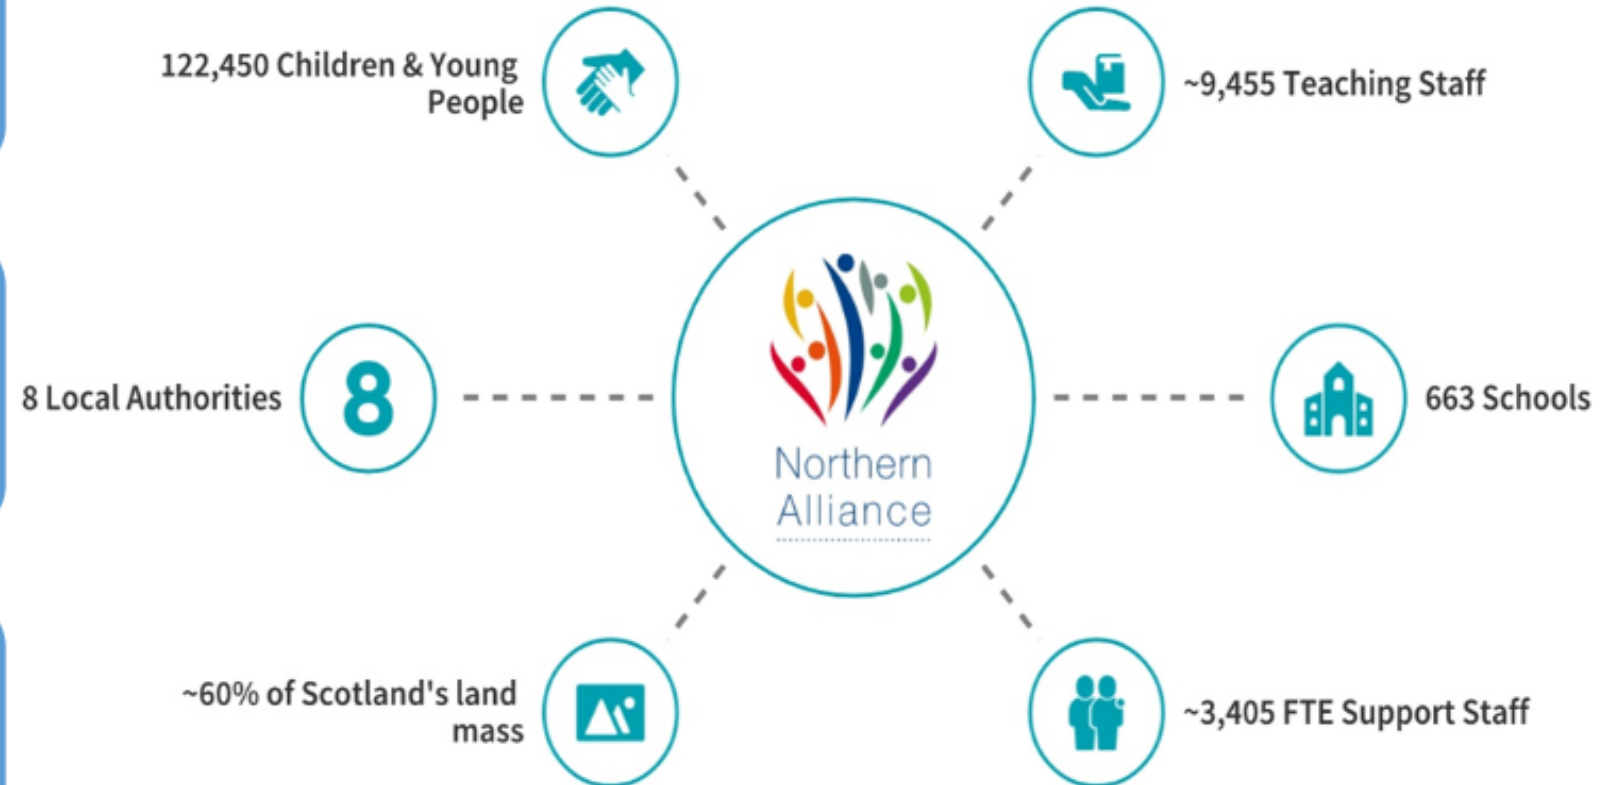 122,450 Children & Young
People
~9,455 Teaching Staff
8 Local Authorities
8
Northern
Alliance
663 Schools
~60% of Scotland's land
mass
~3,405 FTE Support Staff